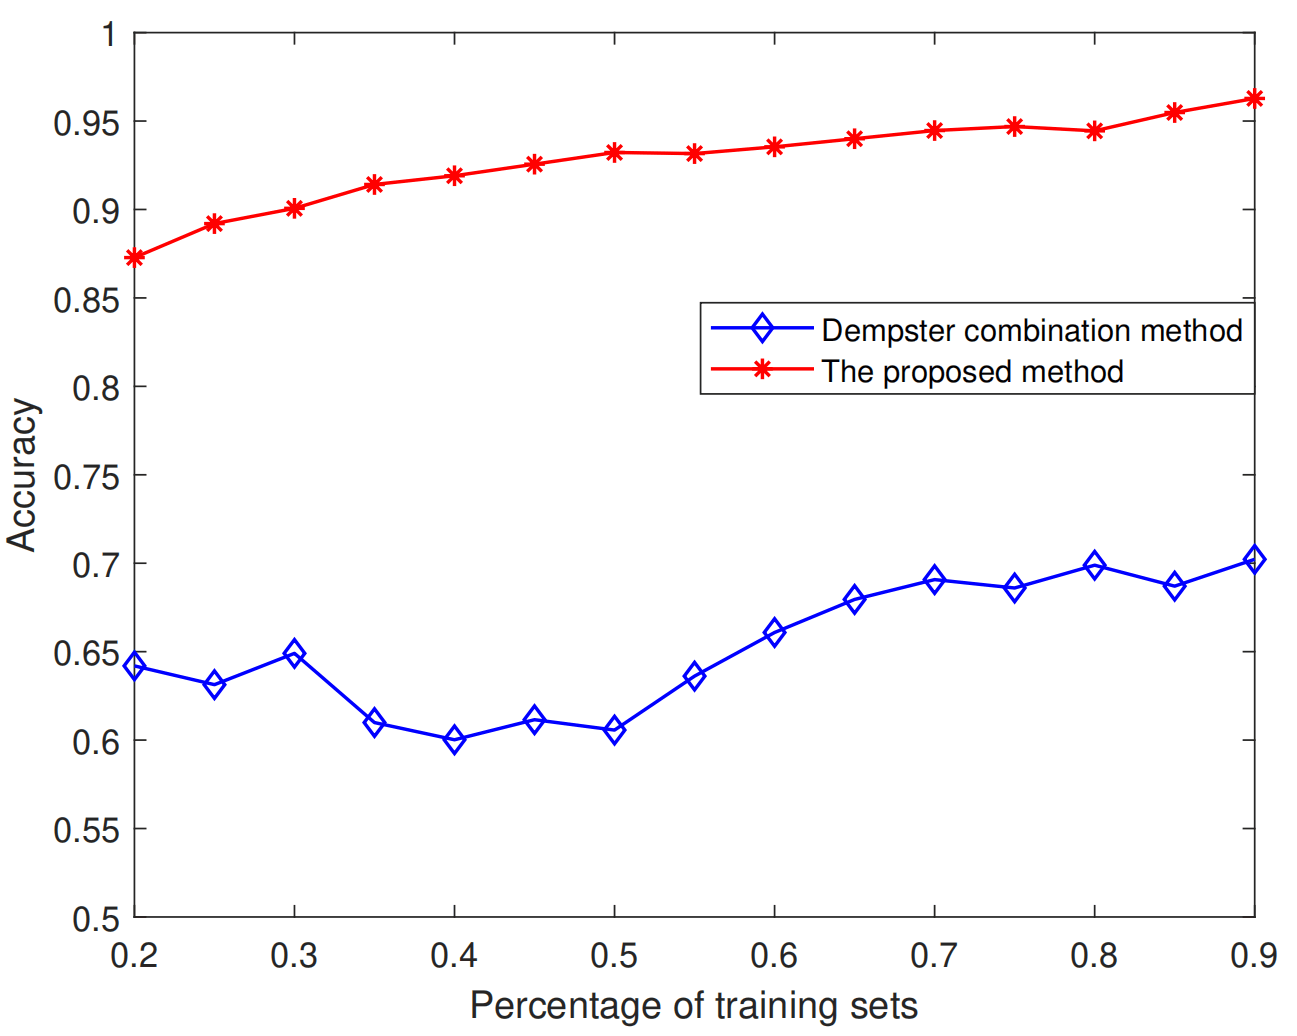 1
0.95
0.9
0.85
0.8
0.75
0.7
0.65
0.6
0.55
0.5
Accuracy
Dempster combination method
The proposed method
0.2 0.3 0.4 0.5 0.6 0.7 0.8 0.9
Percentage of training sets